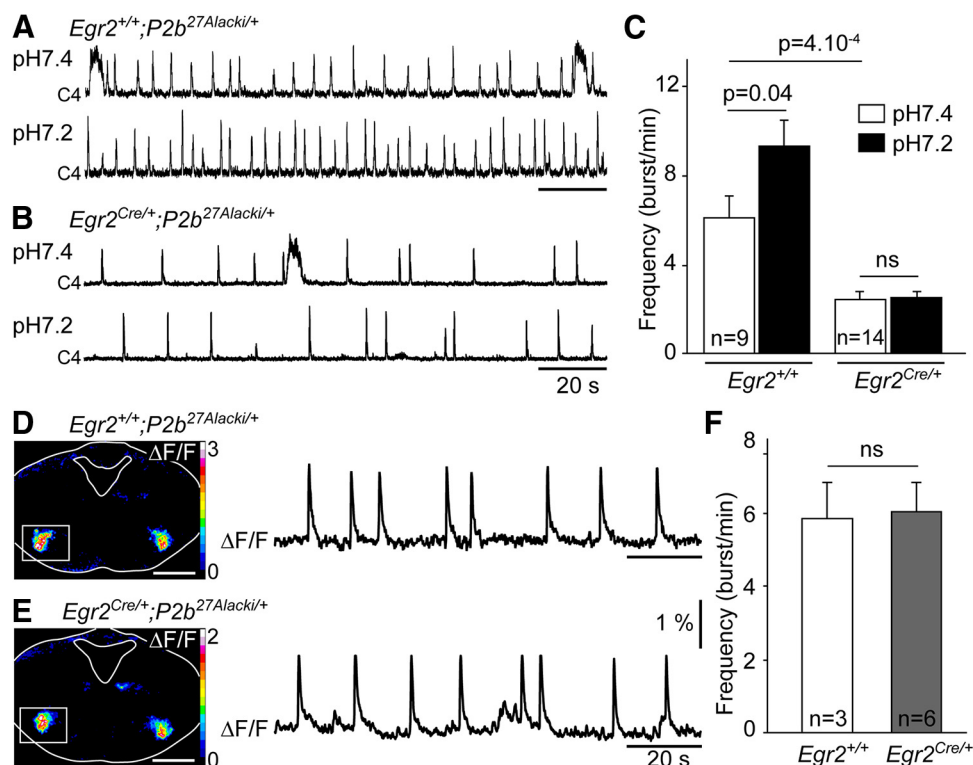 A Egr2+/+;P2b27Alacki/+
pH7.4
C4
pH7.2
C4
B Egr2Cre/+;P2b27Alacki/+
pH7.4
C4
pH7.2
C4
20 s
C
p=4.10-4
p=0.04
pH7.4
pH7.2
ns
Frequency (burst/min)
12
8
4
0
n=9
n=14
Egr2+/+
Egr2Cre/+
D Egr2+/+;P2b27Alacki/+
ΔF/F
3
0
ΔF/F
E Egr2Cre/+;P2b27Alacki/+
ΔF/F
2
0
ΔF/F
1 %
20 s
F
ns
Frequency (burst/min)
8
6
4
2
0
n=3
n=6
Egr2+/+
Egr2Cre/+